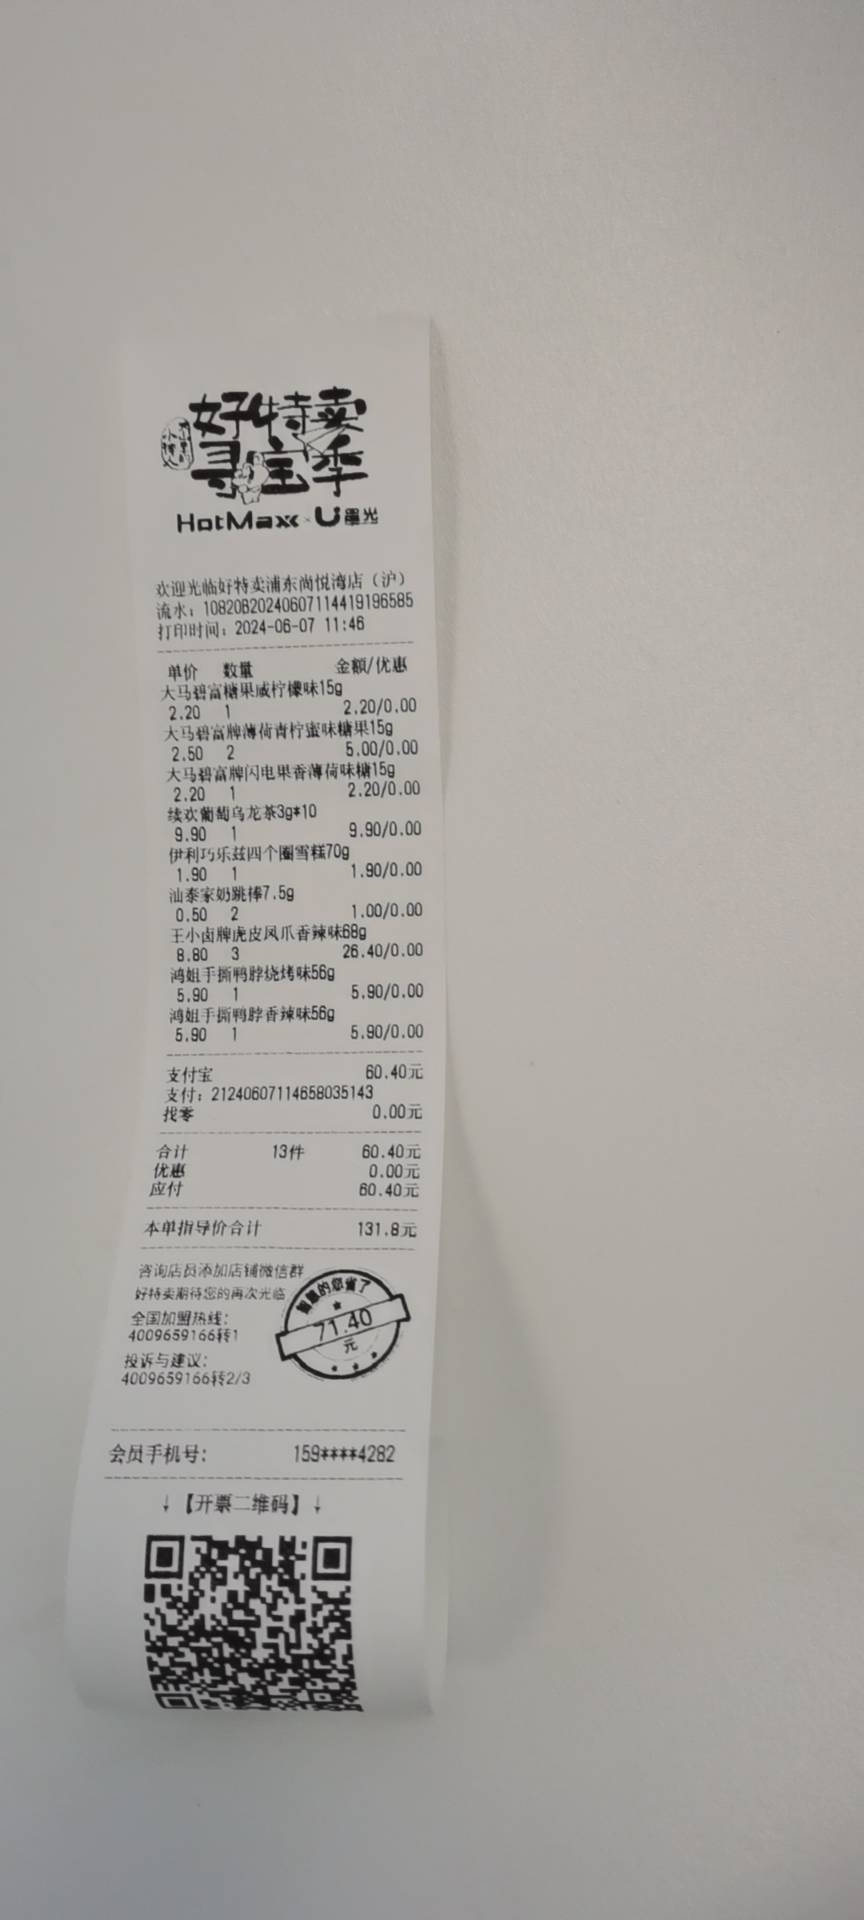 好特卖
寻宝季
HotMaxx × U墨光
欢迎光临好特卖浦东尚悦湾店（沪）
流水：108206202406071144191965​85
打印时间：2024-06-07 11:46
单价 数量 金额/优惠
大马碧富糖果咸柠檬味15g
2.20 1 2.20/0.00
大马碧富牌薄荷青柠蜜味糖果15g
2.50 2 5.00/0.00
大马碧富牌闪电果香薄荷味糖15g
2.20 1 2.20/0.00
续欢葡萄乌龙茶3g*10
9.90 1 9.90/0.00
伊利巧乐兹四个圈雪糕70g
1.90 1 1.90/0.00
汕泰家奶跳棒7.5g
0.50 2 1.00/0.00
王小卤牌虎皮凤爪香辣味68g
8.80 3 26.40/0.00
鸿姐手撕鸭脖烧烤味56g
5.90 1 5.90/0.00
鸿姐手撕鸭脖香辣味56g
5.90 1 5.90/0.00
支付宝 60.40元
支付：21240607114658035143
找零 0.00元
合计 13件 60.40元
优惠 0.00元
应付 60.40元
本单指导价合计 131.8元
咨询店员添加店铺微信群
好特卖期待您的再次光临
全国加盟热线：
4009659166转1
投诉与建议：
4009659166转2/3
智慧的您省了
71.40
元
会员手机号： 159****4282
↓【开票二维码】↓